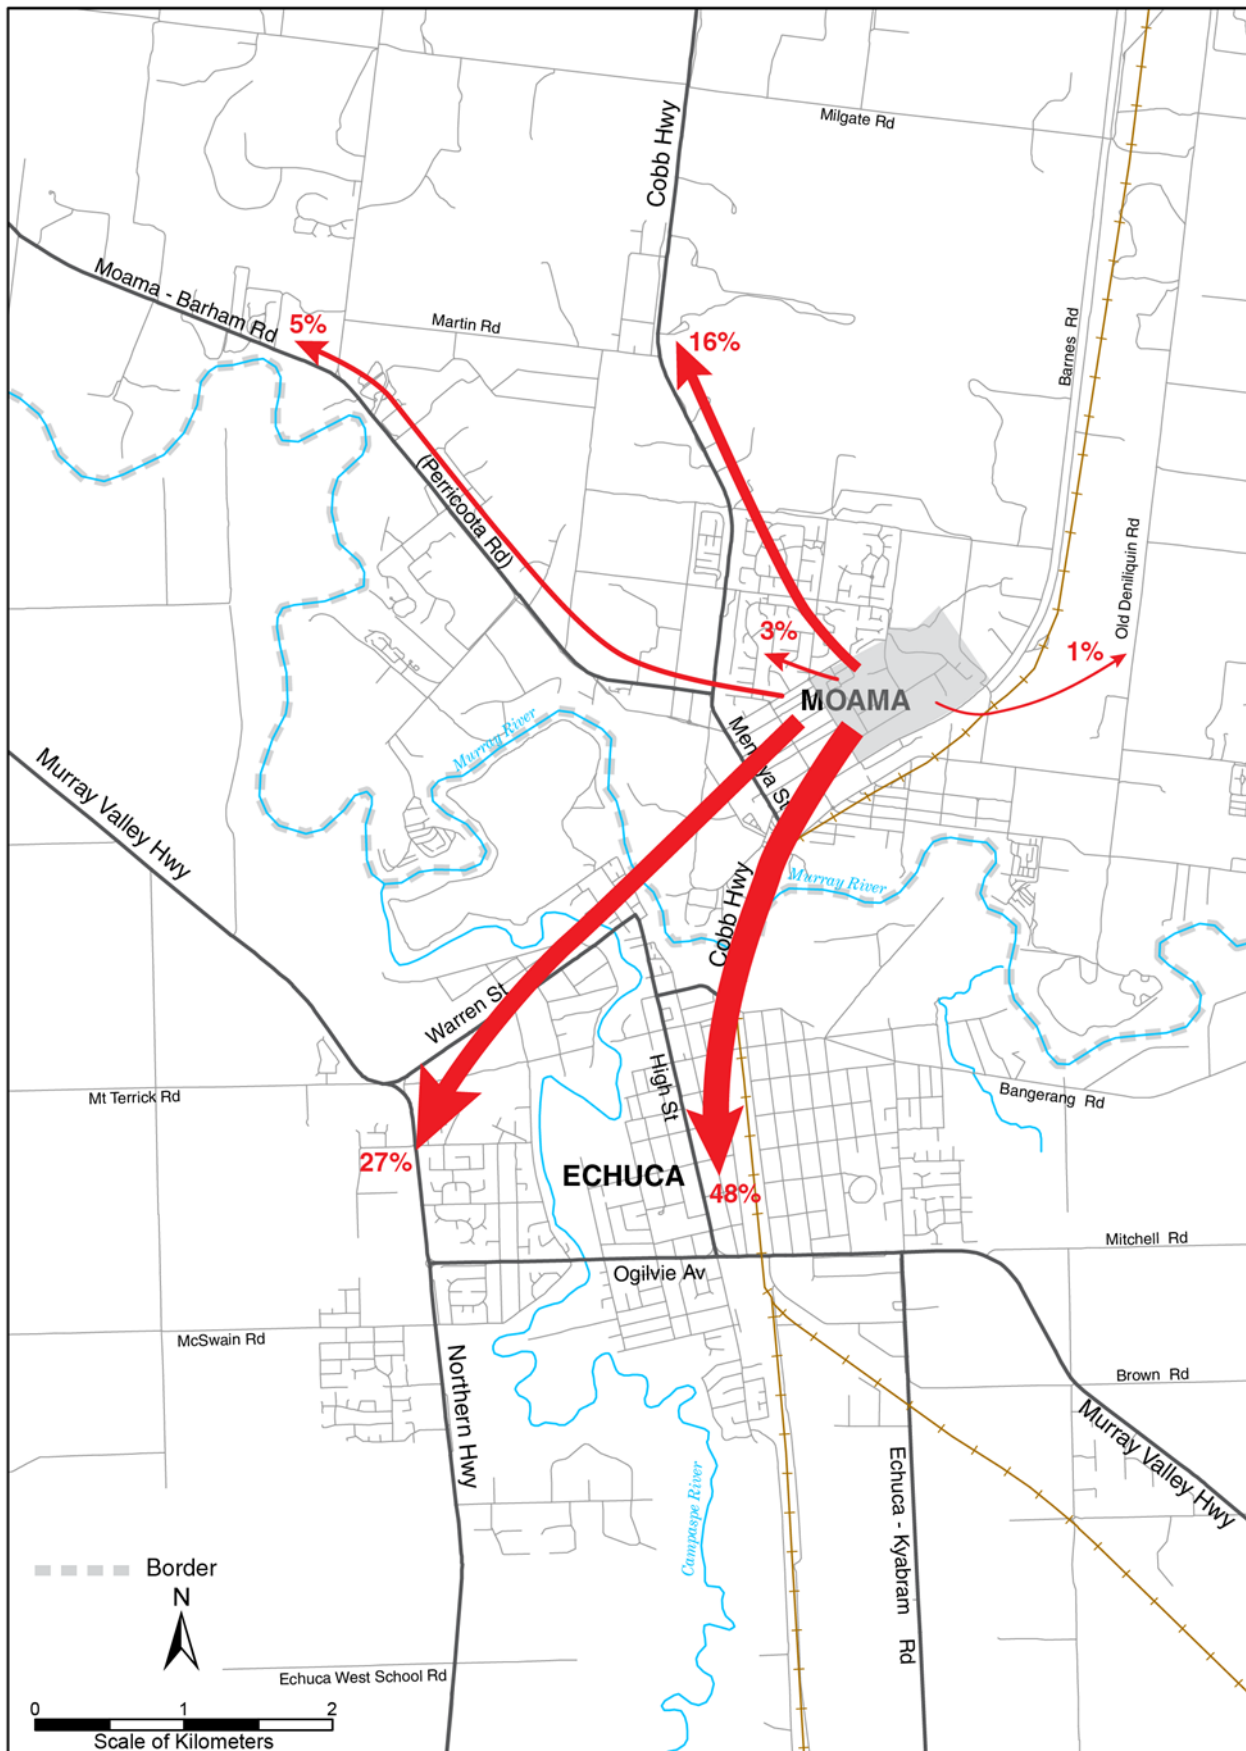 Cobb Hwy
Milgate Rd
Moama - Barham Rd
5%
Martin Rd
16%
Barnes Rd
(Perricoota Rd)
Old Deniliquin Rd
3%
1%
MOAMA
Murray River
Murray Valley Hwy
Cobb Hwy
Murray River
Warren St
High St
Mt Terrick Rd
Bangerang Rd
27%
ECHUCA
48%
Mitchell Rd
Ogilvie Av
McSwain Rd
Northern Hwy
Brown Rd
Murray Valley Hwy
Echuca - Kyabram Rd
Campaspe River
Border
N
Echuca West School Rd
0 1 2
Scale of Kilometers